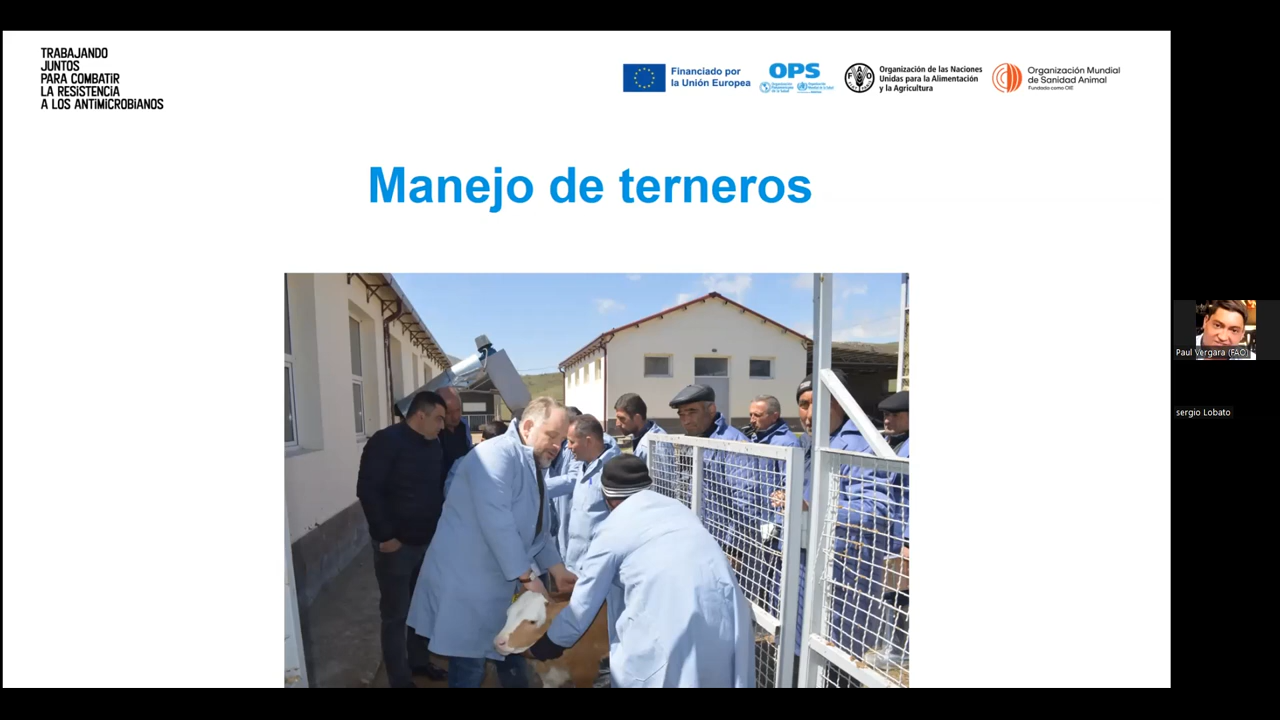 TRABAJANDO
JUNTOS
PARA COMBATIR
LA RESISTENCIA
A LOS ANTIMICROBIANOS
Financiado por
la Unión Europea
OPS
FAO
Organización de las Naciones
Unidas para la Alimentación
y la Agricultura
Organización Mundial
de Sanidad Animal
Fundada como OIE
Manejo de terneros
Paul Vergara (FAO)
sergio Lobato